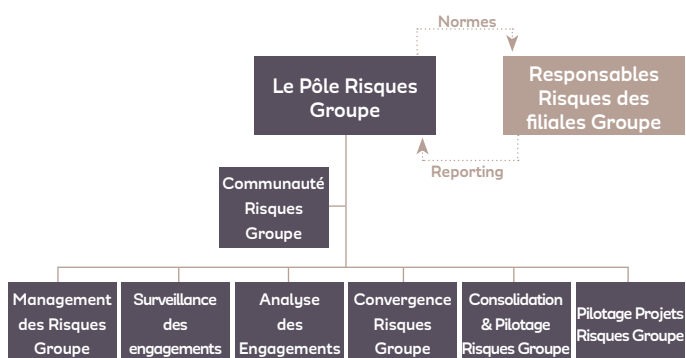 Normes
Le Pôle Risques
Groupe
Responsables
Risques des
filiales Groupe
Reporting
Communauté
Risques
Groupe
Management
des Risques
Groupe
Surveillance
des
engagements
Analyse
des
Engagements
Convergence
Risques
Groupe
Consolidation
& Pilotage
Risques Groupe
Pilotage Projets
Risques Groupe